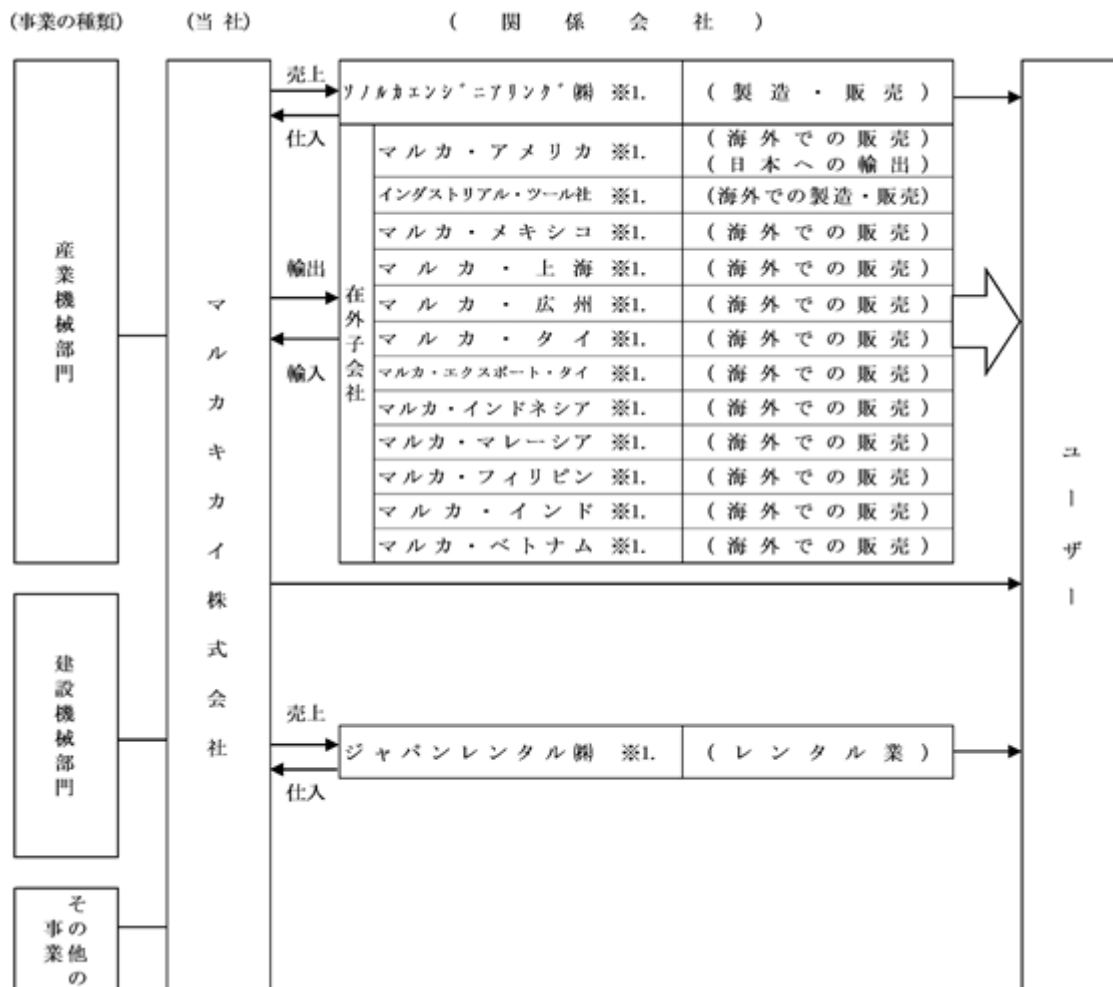 (事業の種類) (当 社) ( 関 係 会 社 )
産業機械部門
マルカキカイ株式会社
売上
仕入
ソノルカエンジニアリング㈱ ※1. ( 製 造 ・ 販 売 )
輸出
輸入
在外子会社
マ ル カ ・ ア メ リ カ ※1. ( 海 外 で の 販 売 )
( 日 本 へ の 輸 出 )
インダストリアル・ツール社 ※1. (海外での製造・販売)
マ ル カ ・ メ キ シ コ ※1. ( 海 外 で の 販 売 )
マ ル カ ・ 上 海 ※1. ( 海 外 で の 販 売 )
マ ル カ ・ 広 州 ※1. ( 海 外 で の 販 売 )
マ ル カ ・ タ イ ※1. ( 海 外 で の 販 売 )
マルカ・エクスポート・タイ ※1. ( 海 外 で の 販 売 )
マルカ・インドネシア ※1. ( 海 外 で の 販 売 )
マルカ・マレーシア ※1. ( 海 外 で の 販 売 )
マルカ・フィリピン ※1. ( 海 外 で の 販 売 )
マ ル カ ・ イ ン ド ※1. ( 海 外 で の 販 売 )
マルカ・ベトナム ※1. ( 海 外 で の 販 売 )
ユーザー
建設機械部門
売上
仕入
ジャパンレンタル㈱ ※1. ( レ ン タ ル 業 )
その他の
事業